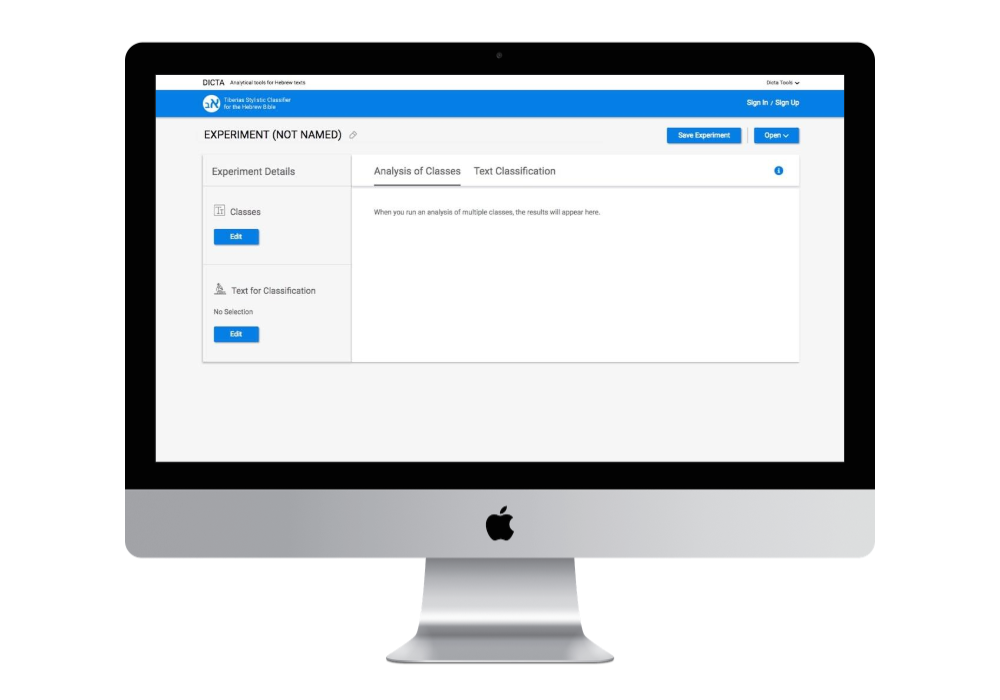 DICTA Analytical tools for Hebrew texts
Dicta Tools
אב
Tiberias Stylistic Classifier
for the Hebrew Bible
Sign In / Sign Up
EXPERIMENT (NOT NAMED)
Save Experiment
Open
Experiment Details
Analysis of Classes
Text Classification
Classes
When you run an analysis of multiple classes, the results will appear here.
Edit
Text for Classification
No Selection
Edit